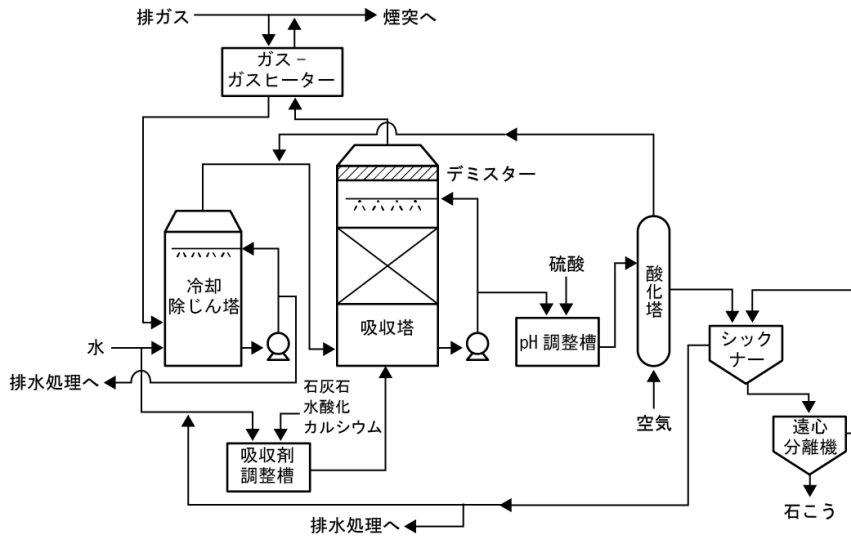 排ガス
煙突へ
ガス－
ガスヒーター
デミスター
冷却
除じん塔
吸収塔
硫酸
pH 調整槽
酸化塔
シック
ナー
水
排水処理へ
石灰石
水酸化
カルシウム
空気
遠心
分離機
吸収剤
調整槽
石こう
排水処理へ